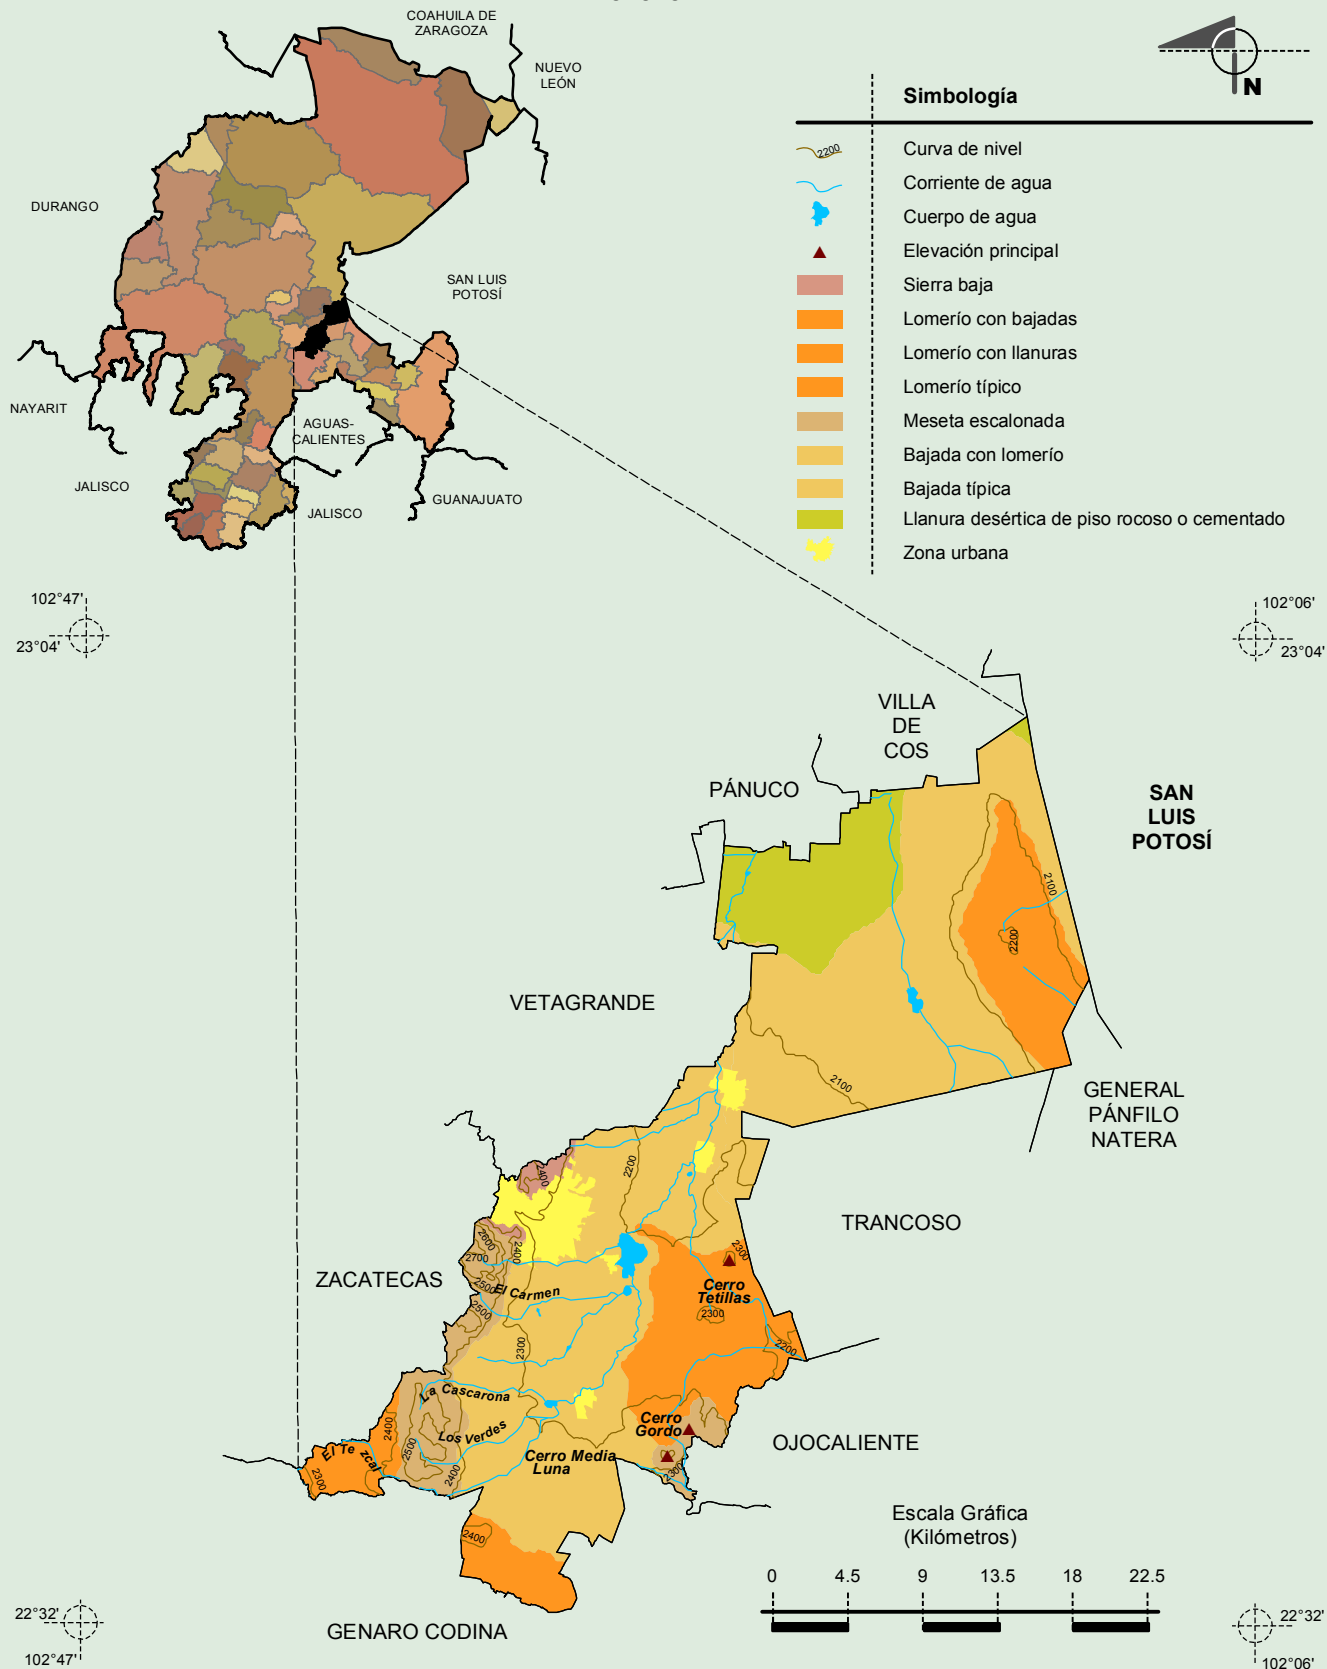 COAHUILA DE
ZARAGOZA
NUEVO
LEÓN
DURANGO
SAN LUIS
POTOSÍ
NAYARIT
AGUAS-
CALIENTES
JALISCO
JALISCO
GUANAJUATO
N
Simbología
2200
Curva de nivel
Corriente de agua
Cuerpo de agua
Elevación principal
Sierra baja
Lomerío con bajadas
Lomerío con llanuras
Lomerío típico
Meseta escalonada
Bajada con lomerío
Bajada típica
Llanura desértica de piso rocoso o cementado
Zona urbana
102°47'
23°04'
102°06'
23°04'
VILLA
DE
COS
PÁNUCO
SAN
LUIS
POTOSÍ
2100
2200
VETAGRANDE
2100
GENERAL
PÁNFILO
NATERA
2400
2200
TRANCOSO
2600
2400
2700
2300
ZACATECAS
2500
El Carmen
Cerro
Tetillas
2500
2300
2300
2200
La Cascarona
2400
Cerro
Gordo
Los Verdes
2500
OJOCALIENTE
El Te zcal
Cerro Media
Luna
2300
2400
2300
2400
Escala Gráfica
(Kilómetros)
0 4.5 9 13.5 18 22.5
GENARO CODINA
22°32'
102°47'
22°32'
102°06'